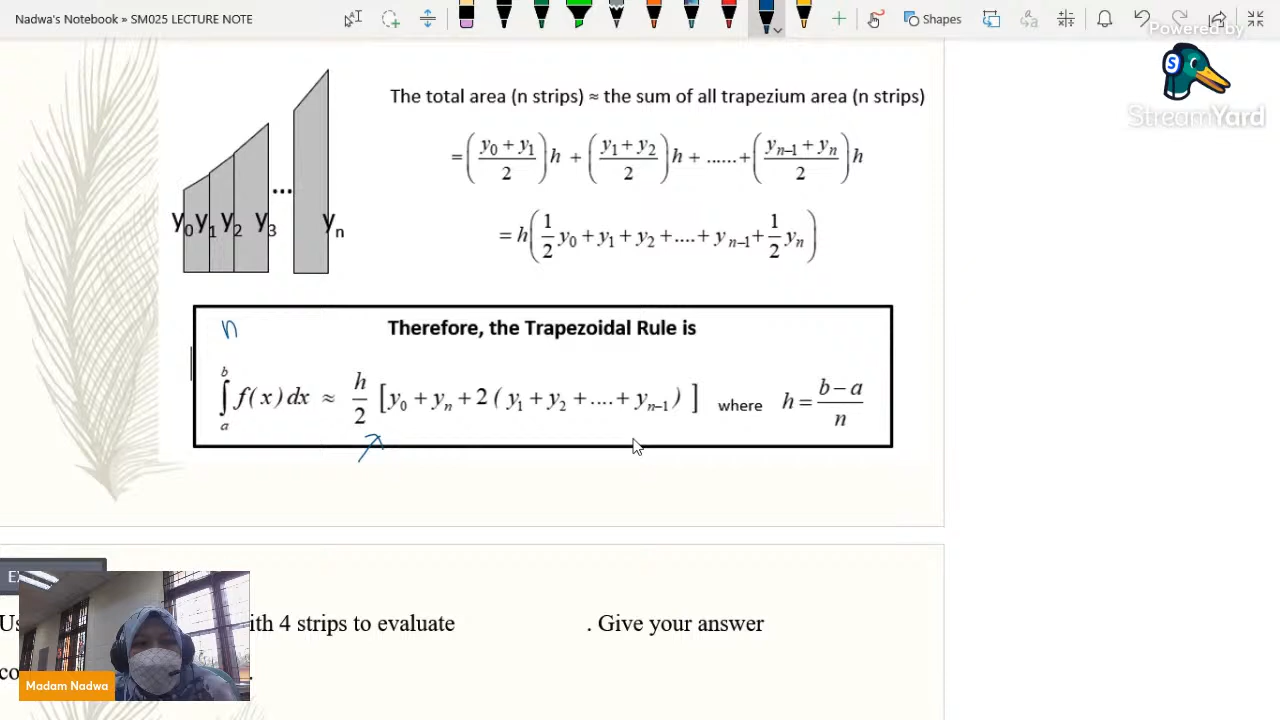 Nadwa's Notebook » SM025 LECTURE NOTE
Shapes
Powered by
StreamYard
The total area (n strips) ≈ the sum of all trapezium area (n strips)
= ( (y₀ + y₁)/2 ) h + ( (y₁ + y₂)/2 ) h + ...... + ( (yₙ₋₁ + yₙ)/2 ) h
= h ( 1/2 y₀ + y₁ + y₂ + .... + yₙ₋₁ + 1/2 yₙ )
y₀ y₁ y₂ y₃ ... yₙ
n
Therefore, the Trapezoidal Rule is
∫ₐᵇ f(x) dx ≈ h/2 [ y₀ + yₙ + 2 ( y₁ + y₂ + .... + yₙ₋₁ ) ] where h = (b − a)/n
ith 4 strips to evaluate . Give your answer
Madam Nadwa